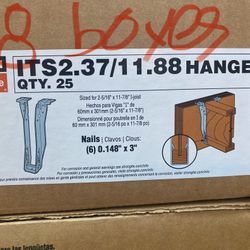 8 boxes
ITS2.37/11.88 HANGE
QTY. 25
Sized for 2-5/16" x 11-7/8" I-joist
Hechos para Vigas "I" de
60mm x 301mm (2-5/16" x 11-7/8")
Dimensionné pour poutrelle en I de
60 mm x 301 mm (2-5/16 po x 11-7/8 po)
Nails | Clavos | Clous:
(6) 0.148" x 3"